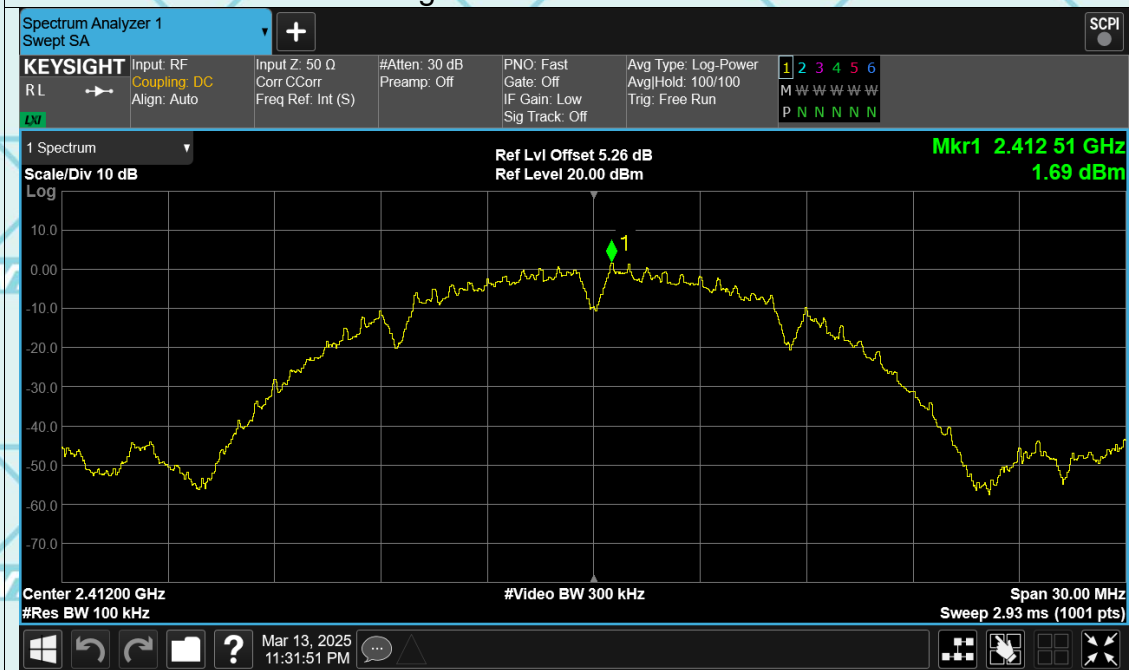 Spectrum Analyzer 1
Swept SA
+
SCPI
KEYSIGHT
RL
LXI
Input: RF
Coupling: DC
Align: Auto
Input Z: 50 Ω
Corr CCorr
Freq Ref: Int (S)
#Atten: 30 dB
Preamp: Off
PNO: Fast
Gate: Off
IF Gain: Low
Sig Track: Off
Avg Type: Log-Power
Avg|Hold: 100/100
Trig: Free Run
1 2 3 4 5 6
M W W W W W
P N N N N N
1 Spectrum
Scale/Div 10 dB
Ref Lvl Offset 5.26 dB
Ref Level 20.00 dBm
Mkr1 2.412 51 GHz
1.69 dBm
Log
10.0
0.00
-10.0
-20.0
-30.0
-40.0
-50.0
-60.0
-70.0
1
Center 2.41200 GHz
#Video BW 300 kHz
Span 30.00 MHz
#Res BW 100 kHz
Sweep 2.93 ms (1001 pts)
?
Mar 13, 2025
11:31:51 PM